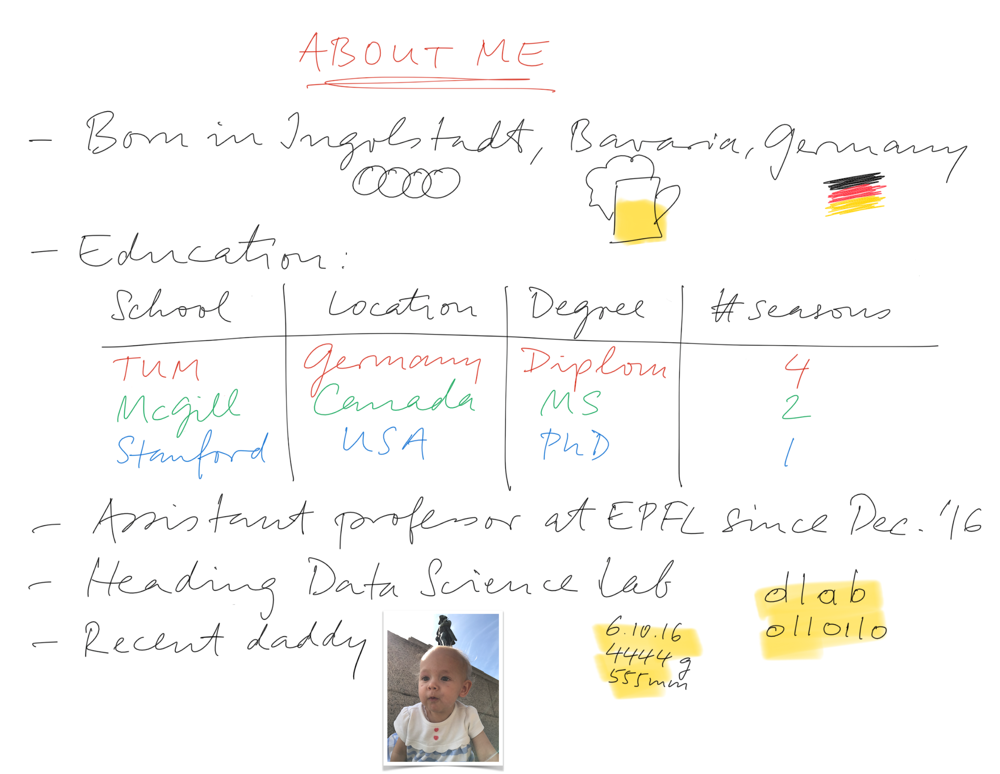 ABOUT ME
- Born in Ingolstadt, Bavaria, Germany
- Education:
School Location Degree # seasons
TUM Germany Diplom 4
McGill Canada MS 2
Stanford USA PhD 1
- Assistant professor at EPFL since Dec. '16
- Heading Data Science Lab dlab
0110110
- Recent daddy 6.10.16
4444 g
555mm